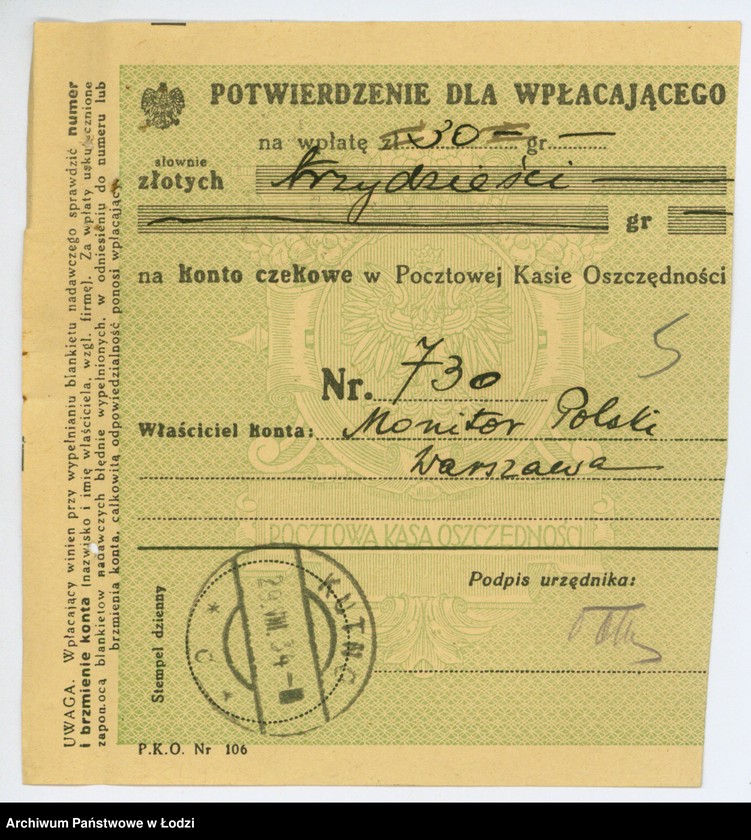 POTWIERDZENIE DLA WPŁACAJĄCEGO
na wpłatę zł 30 — gr. —
słownie
złotych trzydzieści —
gr —
na konto czekowe w Pocztowej Kasie Oszczędności
5
Nr. 730
Właściciel konta: Monitor Polski
Warszawa
POCZTOWA KASA OSZCZĘDNOŚCI
Podpis urzędnika:
Stempel dzienny
KUTNO
29.VIII.34
* C *
P.K.O. Nr 106
UWAGA. Wpłacający winien przy wypełnianiu blankietu nadawczego sprawdzić numer
i brzmienie konta (nazwisko i imię właściciela, wzgl. firmę). Za wpłaty uskutecznione
zapomocą blankietów nadawczych błędnie wypełnionych, w odniesieniu do numeru lub
brzmienia konta, całkowitą odpowiedzialność ponosi wpłacający.
Archiwum Państwowe w Łodzi